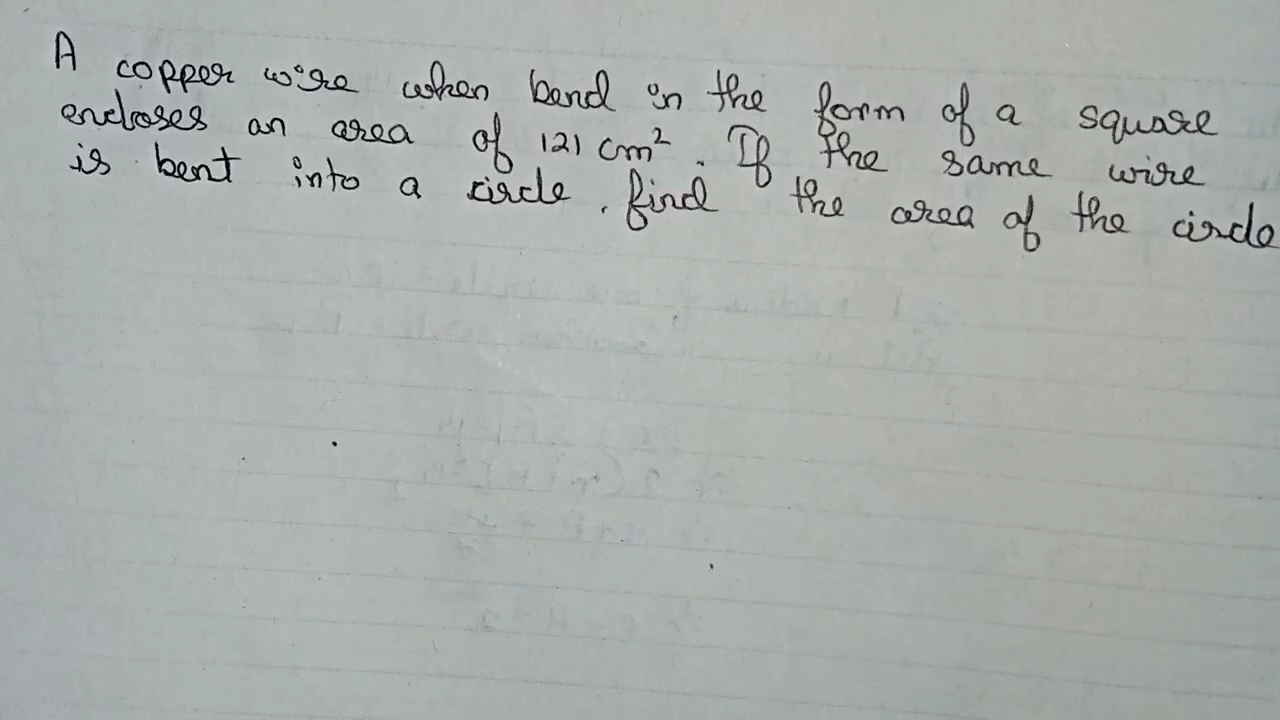 A copper wire when bend in the form of a square
encloses an area of 121 cm². If the same wire
is bent into a circle, find the area of the circle